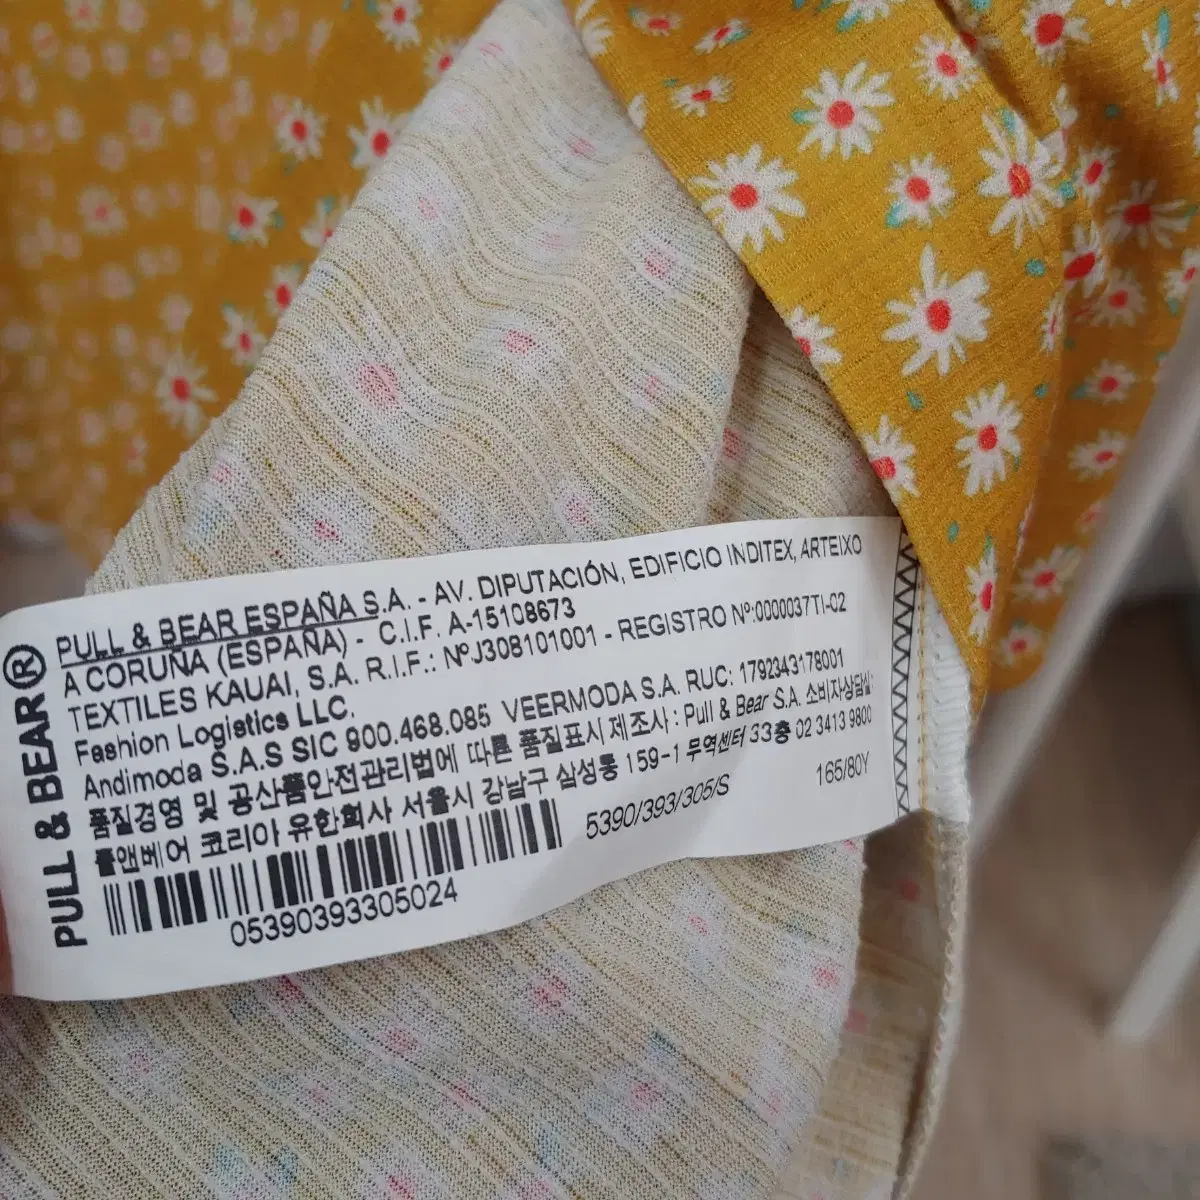 PULL & BEAR®
PULL & BEAR ESPAÑA S.A. - AV. DIPUTACIÓN, EDIFICIO INDITEX, ARTEIXO
A CORUÑA (ESPAÑA) - C.I.F. A-15108673
TEXTILES KAUAI, S.A. R.I.F.: NºJ308101001 - REGISTRO Nº:0000037TI-02
Fashion Logistics LLC.
Andimoda S.A.S SIC 900.468.085 VEERMODA S.A. RUC: 1792343178001
품질경영 및 공산품안전관리법에 따른 품질표시 제조사 : Pull & Bear S.A. 소비자상담실:
풀앤베어 코리아 유한회사 서울시 강남구 삼성동 159-1 무역센터 33층 02 3413 9800
5390/393/305/S 165/80Y
05390393305024